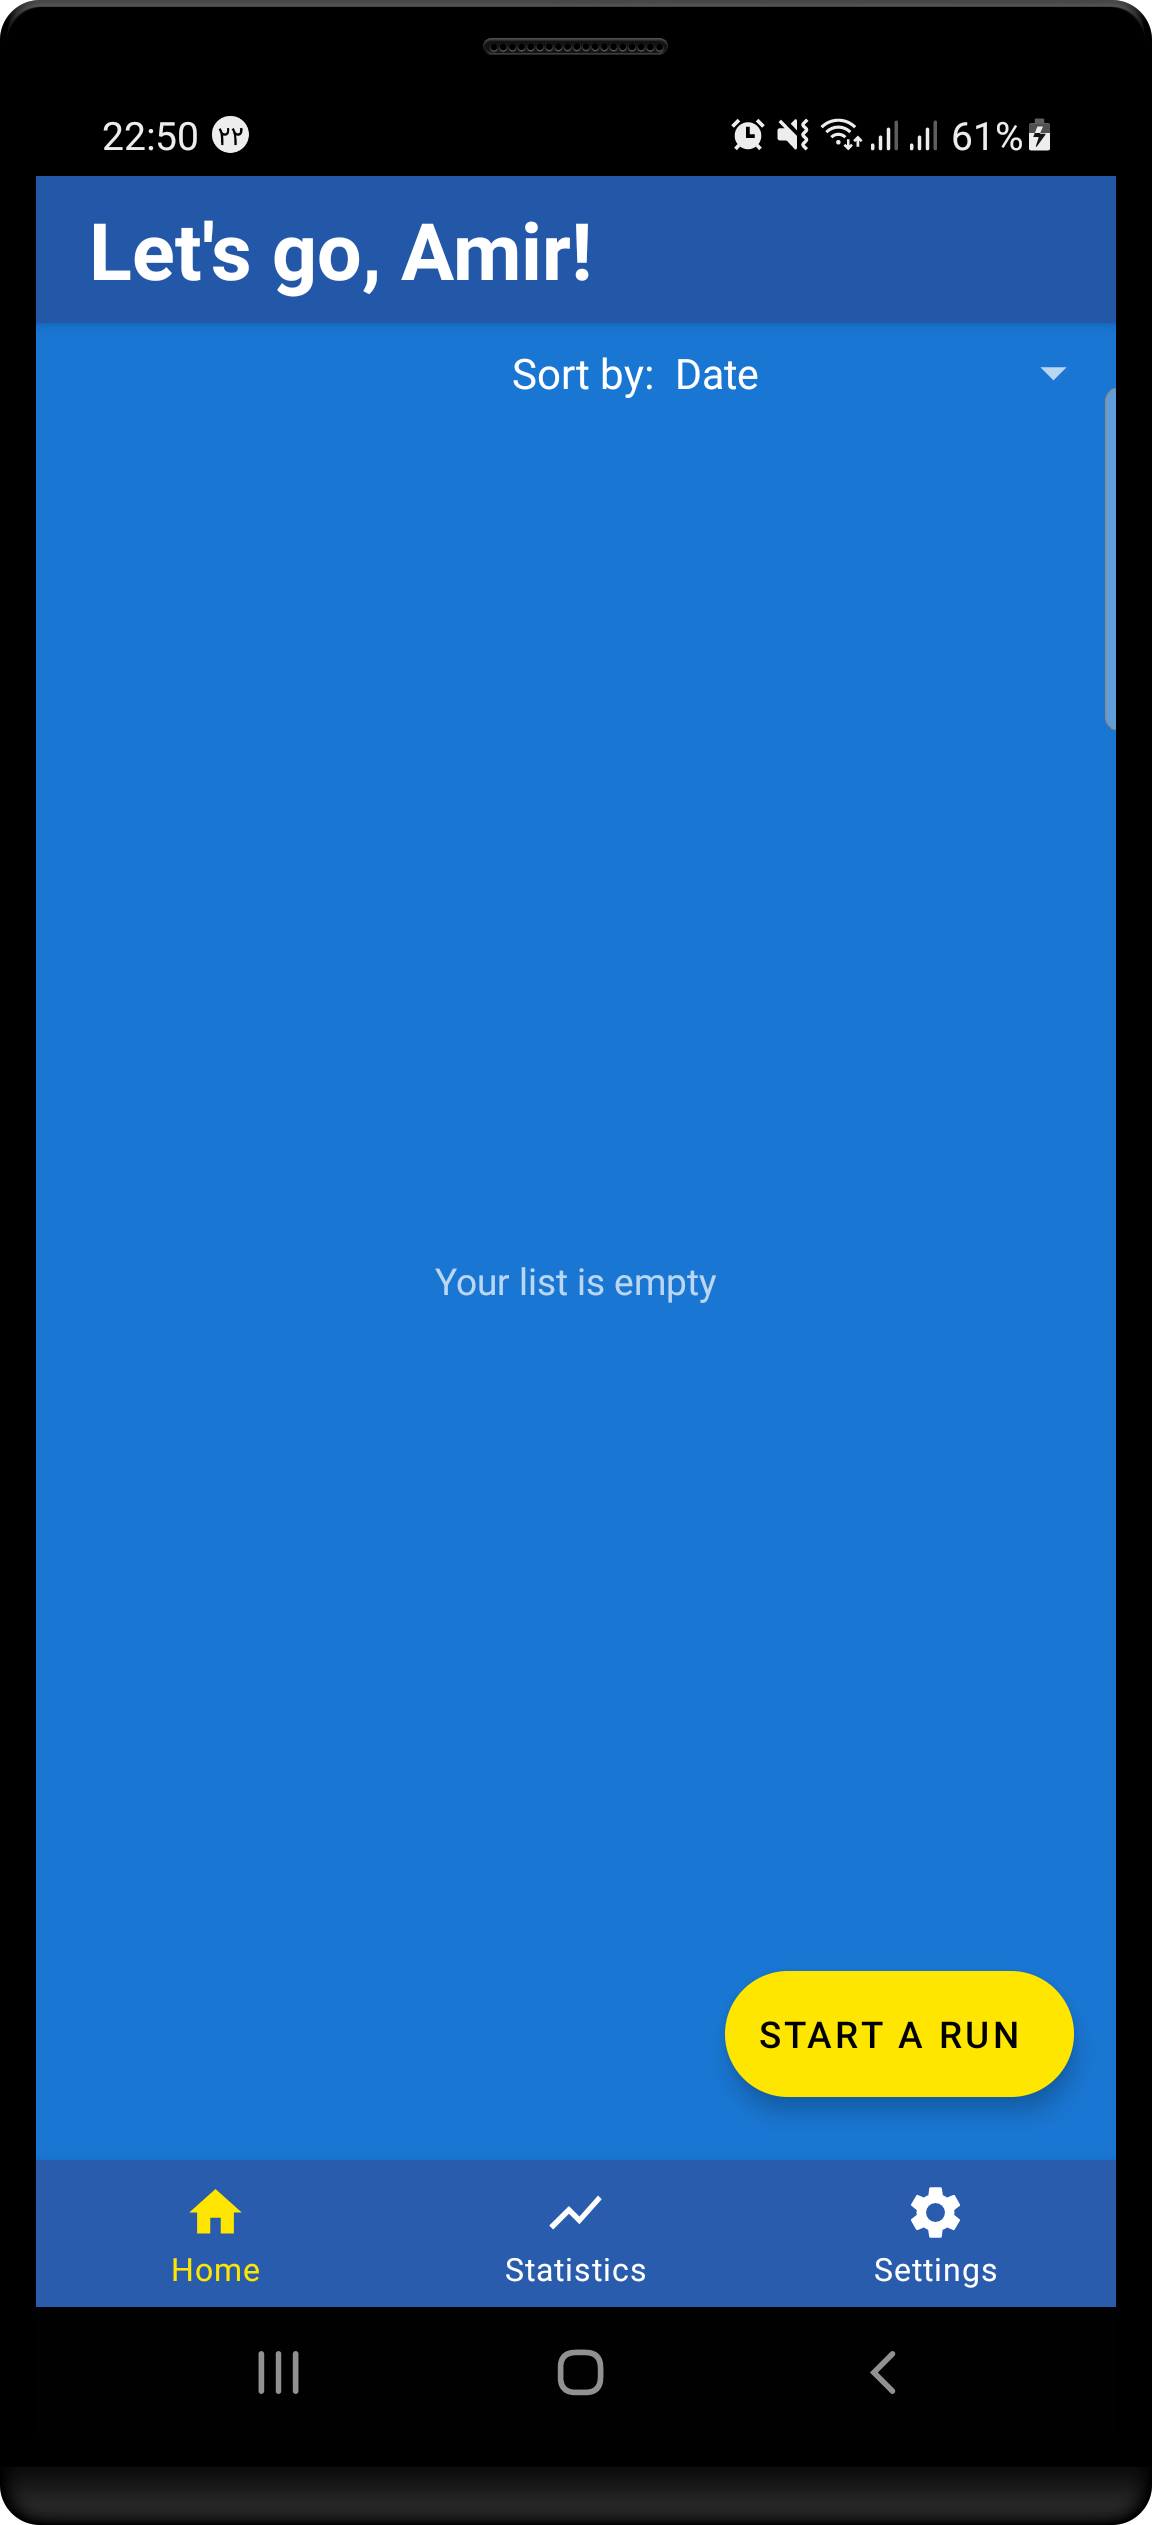 22:50 ۲۲ 61%
Let's go, Amir!
Sort by: Date
Your list is empty
START A RUN
Home Statistics Settings